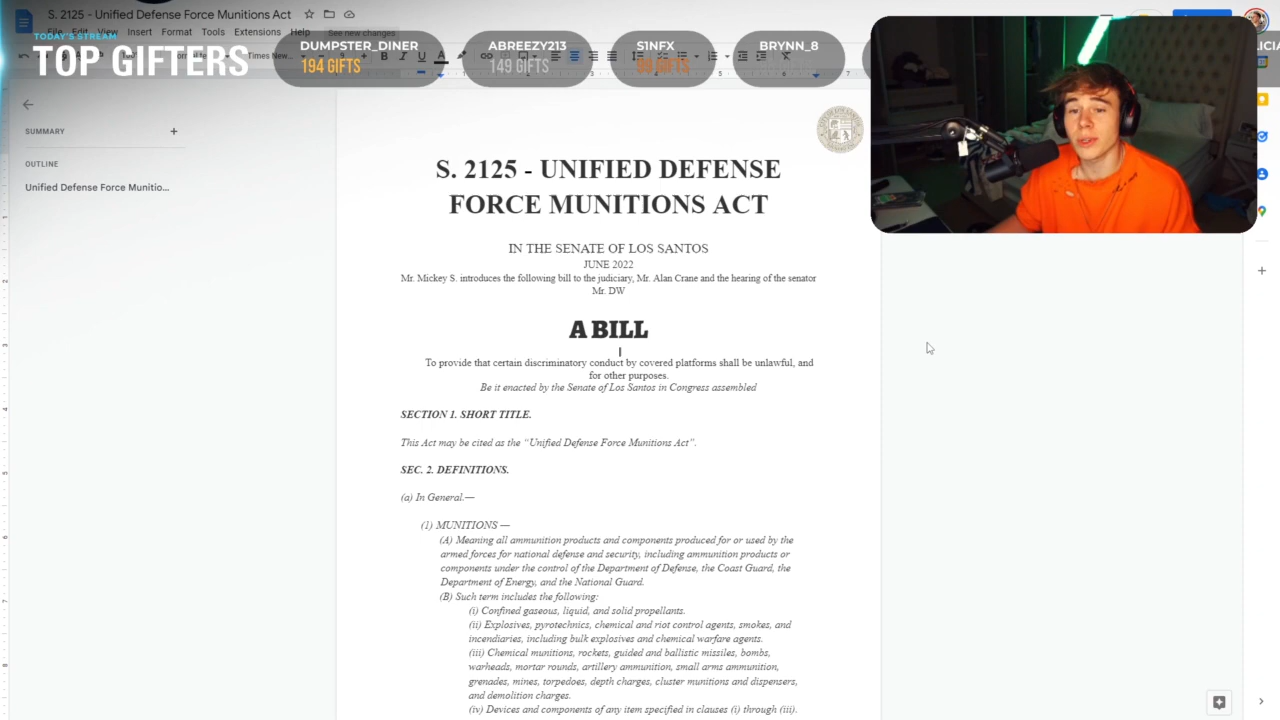 S. 2125 - Unified Defense Force Munitions Act
File Edit View Insert Format Tools Extensions Help See new changes
TODAY'S STREAM
TOP GIFTERS
DUMPSTER_DINER
194 GIFTS
ABREEZY213
149 GIFTS
S1NFX
BRYNN_8
SUMMARY
OUTLINE
Unified Defense Force Munitio...
S. 2125 - UNIFIED DEFENSE
FORCE MUNITIONS ACT
IN THE SENATE OF LOS SANTOS
JUNE 2022
Mr. Mickey S. introduces the following bill to the judiciary, Mr. Alan Crane and the hearing of the senator
Mr. DW
A BILL
To provide that certain discriminatory conduct by covered platforms shall be unlawful, and
for other purposes.
Be it enacted by the Senate of Los Santos in Congress assembled
SECTION 1. SHORT TITLE.
This Act may be cited as the “Unified Defense Force Munitions Act”.
SEC. 2. DEFINITIONS.
(a) In General.—
(1) MUNITIONS —
(A) Meaning all ammunition products and components produced for or used by the
armed forces for national defense and security, including ammunition products or
components under the control of the Department of Defense, the Coast Guard, the
Department of Energy, and the National Guard.
(B) Such term includes the following:
(i) Confined gaseous, liquid, and solid propellants.
(ii) Explosives, pyrotechnics, chemical and riot control agents, smokes, and
incendiaries, including bulk explosives and chemical warfare agents.
(iii) Chemical munitions, rockets, guided and ballistic missiles, bombs,
warheads, mortar rounds, artillery ammunition, small arms ammunition,
grenades, mines, torpedoes, depth charges, cluster munitions and dispensers,
and demolition charges.
(iv) Devices and components of any item specified in clauses (i) through (iii).